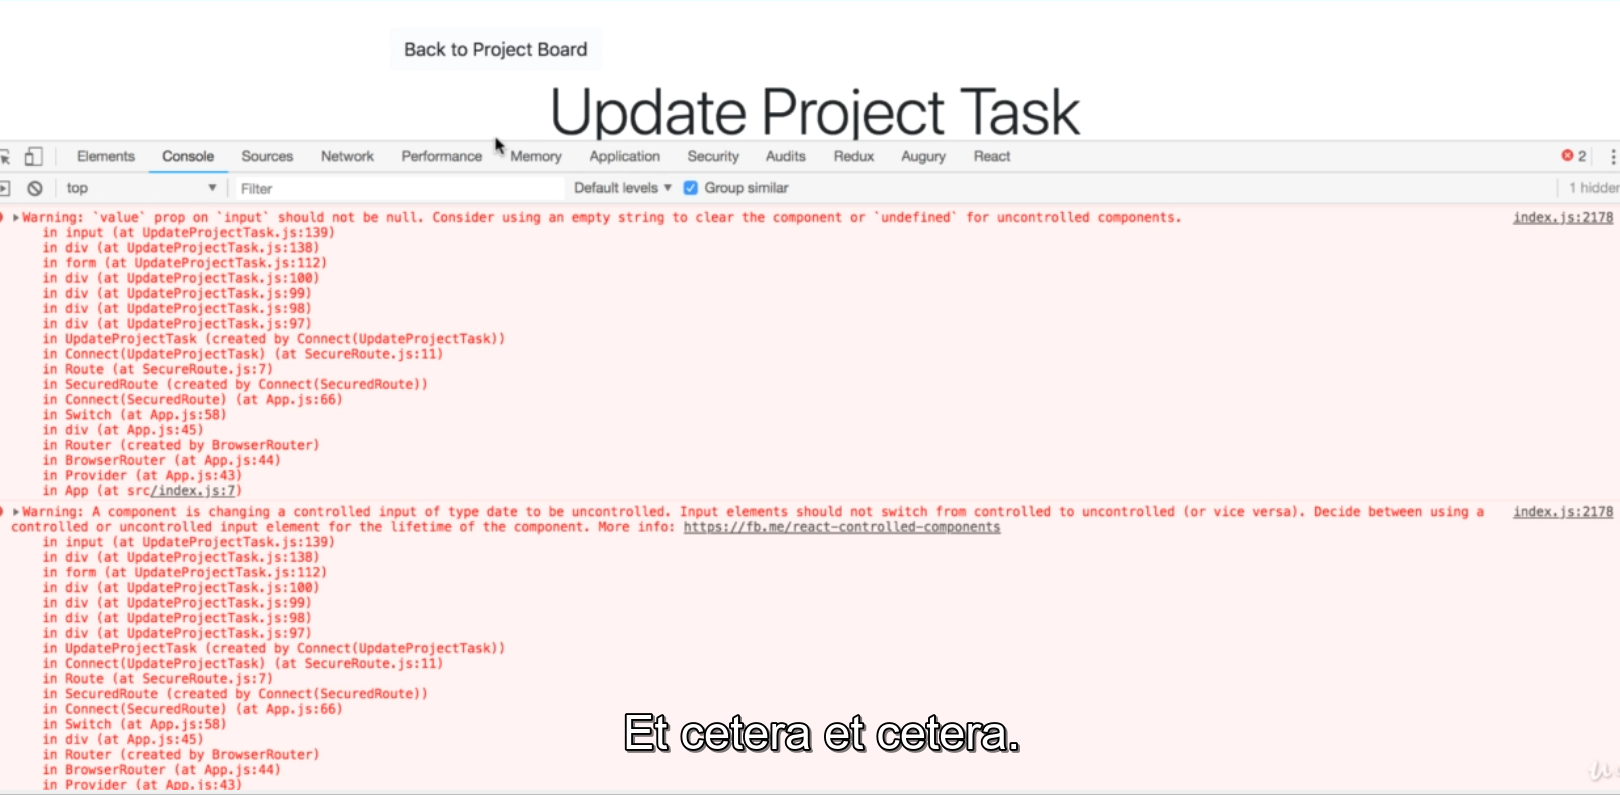 Back to Project Board
Update Project Task
Elements Console Sources Network Performance Memory Application Security Audits Redux Augury React 2
top Filter Default levels Group similar 1 hidden
Warning: `value` prop on `input` should not be null. Consider using an empty string to clear the component or `undefined` for uncontrolled components. index.js:2178
in input (at UpdateProjectTask.js:139)
in div (at UpdateProjectTask.js:138)
in form (at UpdateProjectTask.js:112)
in div (at UpdateProjectTask.js:100)
in div (at UpdateProjectTask.js:99)
in div (at UpdateProjectTask.js:98)
in div (at UpdateProjectTask.js:97)
in UpdateProjectTask (created by Connect(UpdateProjectTask))
in Connect(UpdateProjectTask) (at SecureRoute.js:11)
in Route (at SecureRoute.js:7)
in SecuredRoute (created by Connect(SecuredRoute))
in Connect(SecuredRoute) (at App.js:66)
in Switch (at App.js:58)
in div (at App.js:45)
in Router (created by BrowserRouter)
in BrowserRouter (at App.js:44)
in Provider (at App.js:43)
in App (at src/index.js:7)
Warning: A component is changing a controlled input of type date to be uncontrolled. Input elements should not switch from controlled to uncontrolled (or vice versa). Decide between using a index.js:2178
controlled or uncontrolled input element for the lifetime of the component. More info: https://fb.me/react-controlled-components
in input (at UpdateProjectTask.js:139)
in div (at UpdateProjectTask.js:138)
in form (at UpdateProjectTask.js:112)
in div (at UpdateProjectTask.js:100)
in div (at UpdateProjectTask.js:99)
in div (at UpdateProjectTask.js:98)
in div (at UpdateProjectTask.js:97)
in UpdateProjectTask (created by Connect(UpdateProjectTask))
in Connect(UpdateProjectTask) (at SecureRoute.js:11)
in Route (at SecureRoute.js:7)
in SecuredRoute (created by Connect(SecuredRoute))
in Connect(SecuredRoute) (at App.js:66)
in Switch (at App.js:58)
in div (at App.js:45)
in Router (created by BrowserRouter)
in BrowserRouter (at App.js:44)
in Provider (at App.js:43)
Et cetera et cetera.